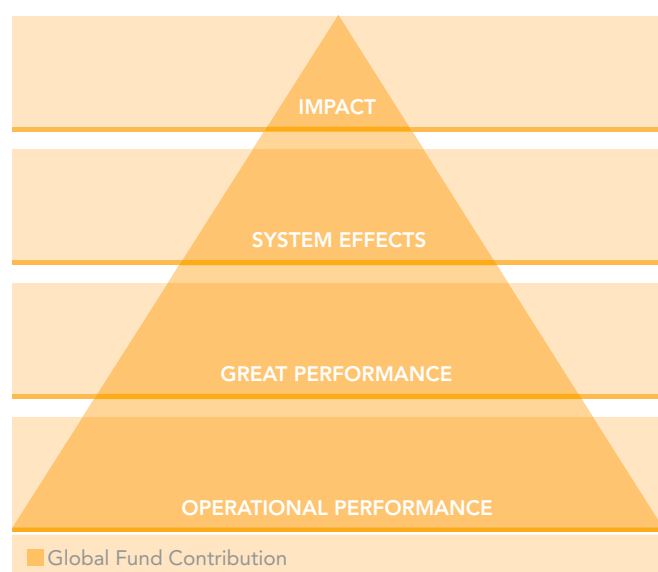 IMPACT
SYSTEM EFFECTS
GREAT PERFORMANCE
OPERATIONAL PERFORMANCE
Global Fund Contribution